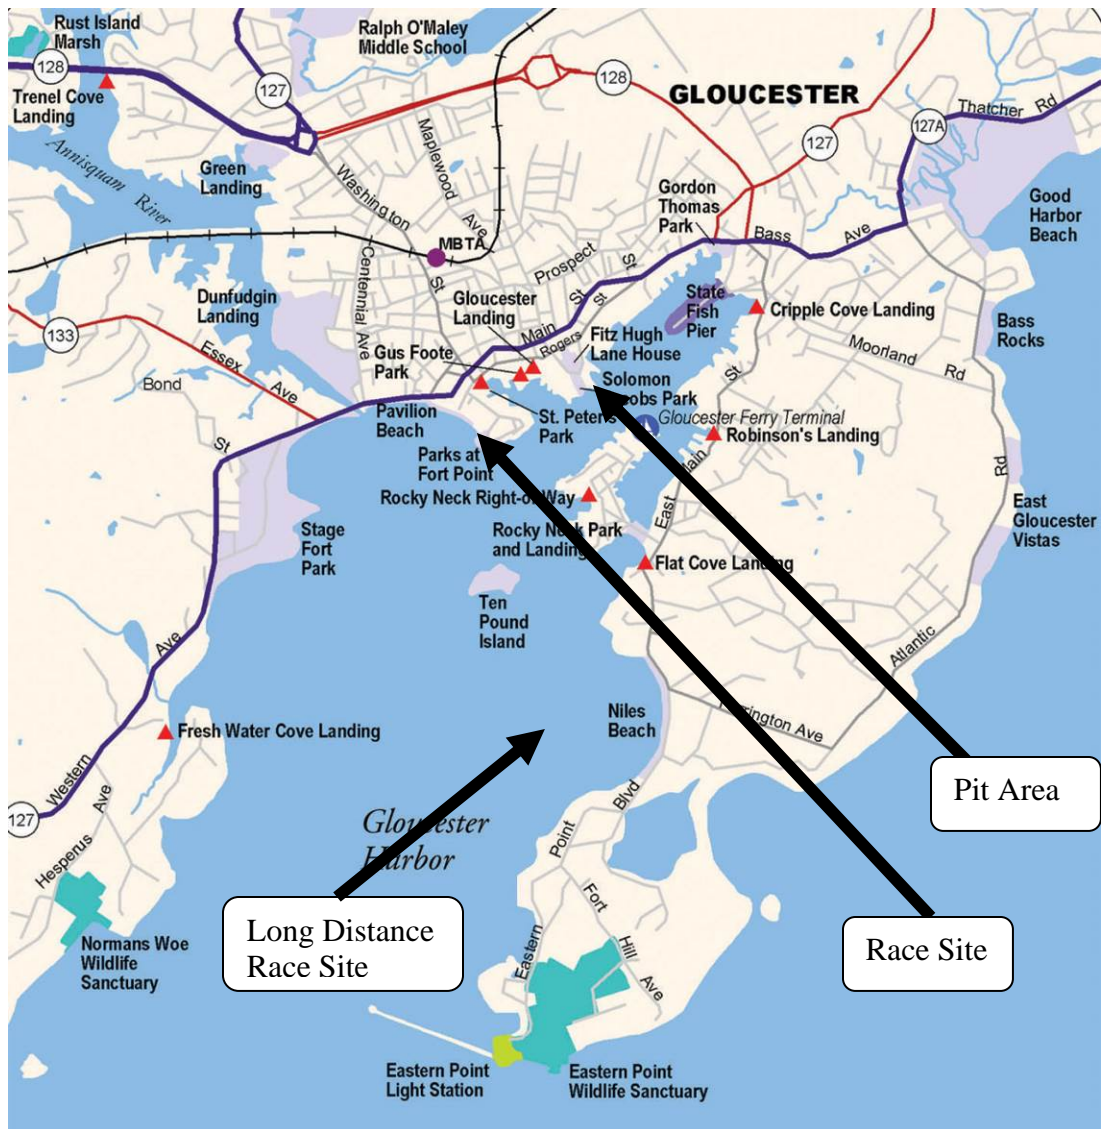 Rust Island
Marsh
128
Trenel Cove
Landing
127
Ralph O'Maley
Middle School
128
GLOUCESTER
127
127A
Thatcher Rd
Annisquam River
Green
Landing
Washington
St
Maplewood
Ave
Gordon
Thomas
Park
Bass Ave
Good
Harbor
Beach
MBTA
Prospect
St
Centennial Ave
Dunfudgin
Landing
Gloucester
Landing
Main
St
Rogers
St
State
Fish
Pier
Cripple Cove Landing
Bass
Rocks
133
Essex Ave
Bond
St
Gus Foote
Park
Fitz Hugh
Lane House
Moorland Rd
Solomon
cobs Park
Pavilion
Beach
St. Peter's
Park
Gloucester Ferry Terminal
Robinson's Landing
Parks at
Fort Point
Rocky Neck Right-of-Way
East Main St
Rd
East
Gloucester
Vistas
Stage
Fort
Park
Rocky Neck Park
and Landing
Flat Cove Landing
Ten
Pound
Island
Atlantic
Ave
Niles
Beach
rington Ave
Fresh Water Cove Landing
Western
127
Hesperus Ave
Gloucester
Harbor
Eastern Point Blvd
Fort Hill Ave
Pit Area
Long Distance
Race Site
Race Site
Normans Woe
Wildlife
Sanctuary
Eastern Point
Light Station
Eastern Point
Wildlife Sanctuary